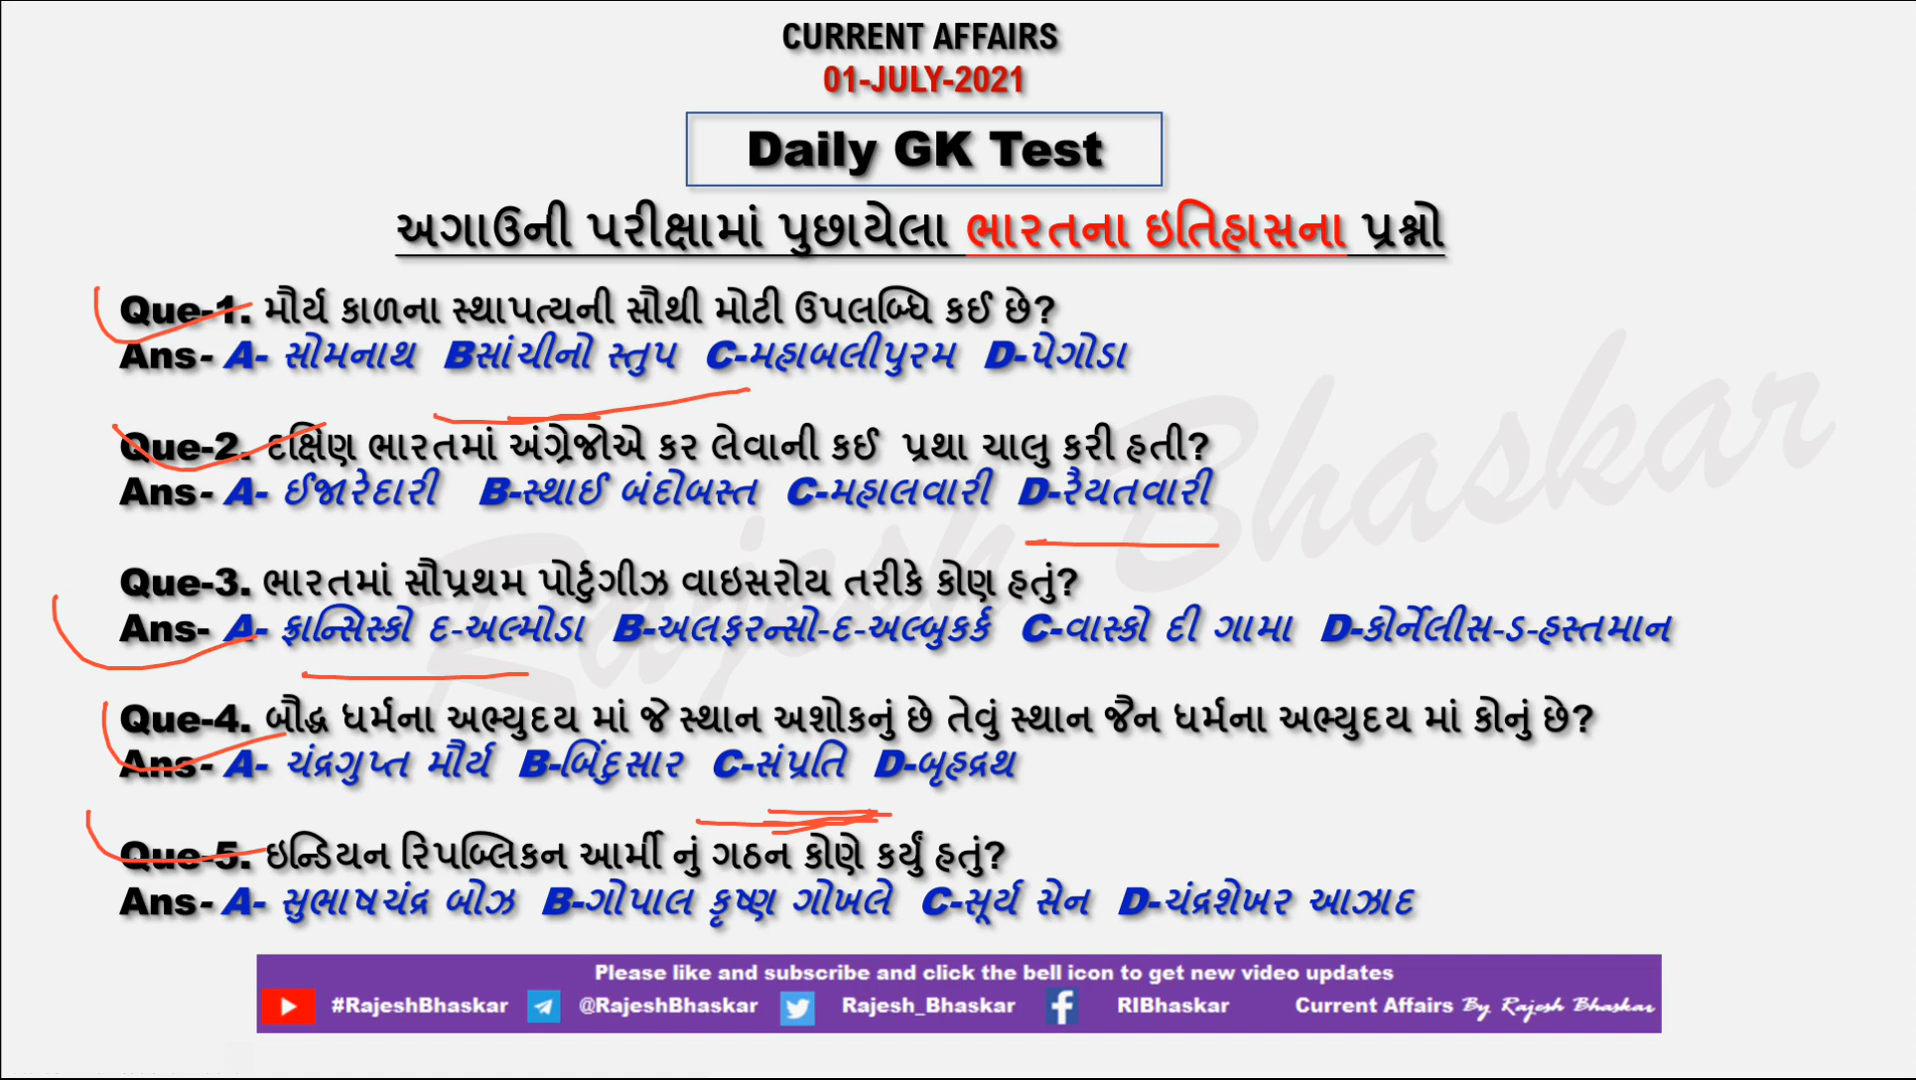 CURRENT AFFAIRS
01-JULY-2021
Daily GK Test
અગાઉની પરીક્ષામાં પુછાયેલા ભારતના ઇતિહાસના પ્રશ્નો
Que-1. મૌર્ય કાળના સ્થાપત્યની સૌથી મોટી ઉપલબ્ધિ કઈ છે?
Ans- A- સોમનાથ Bસાંચીનો સ્તુપ C-મહાબલીપુરમ D-પેગોડા
Que-2. દક્ષિણ ભારતમાં અંગ્રેજોએ કર લેવાની કઈ પ્રથા ચાલુ કરી હતી?
Ans- A- ઈજારેદારી B-સ્થાઈ બંદોબસ્ત C-મહાલવારી D-રૈયતવારી
Que-3. ભારતમાં સૌપ્રથમ પોર્ટુગીઝ વાઇસરોય તરીકે કોણ હતું?
Ans- A- ફ્રાન્સિસ્કો દ-અલ્મોડા B-અલફરન્સો-દ-અલ્બુકર્ક C-વાસ્કો દી ગામા D-કોર્નેલીસ-ડ-હસ્તમાન
Que-4. બૌદ્ધ ધર્મના અભ્યુદય માં જે સ્થાન અશોકનું છે તેવું સ્થાન જૈન ધર્મના અભ્યુદય માં કોનું છે?
Ans- A- ચંદ્રગુપ્ત મૌર્ય B-બિંદુસાર C-સંપ્રતિ D-બૃહદ્રથ
Que-5. ઇન્ડિયન રિપબ્લિકન આર્મી નું ગઠન કોણે કર્યું હતું?
Ans- A- સુભાષચંદ્ર બોઝ B-ગોપાલ કૃષ્ણ ગોખલે C-સૂર્ય સેન D-ચંદ્રશેખર આઝાદ
Rajesh Bhaskar
Please like and subscribe and click the bell icon to get new video updates
#RajeshBhaskar @RajeshBhaskar Rajesh_Bhaskar RIBhaskar Current Affairs By Rajesh Bhaskar